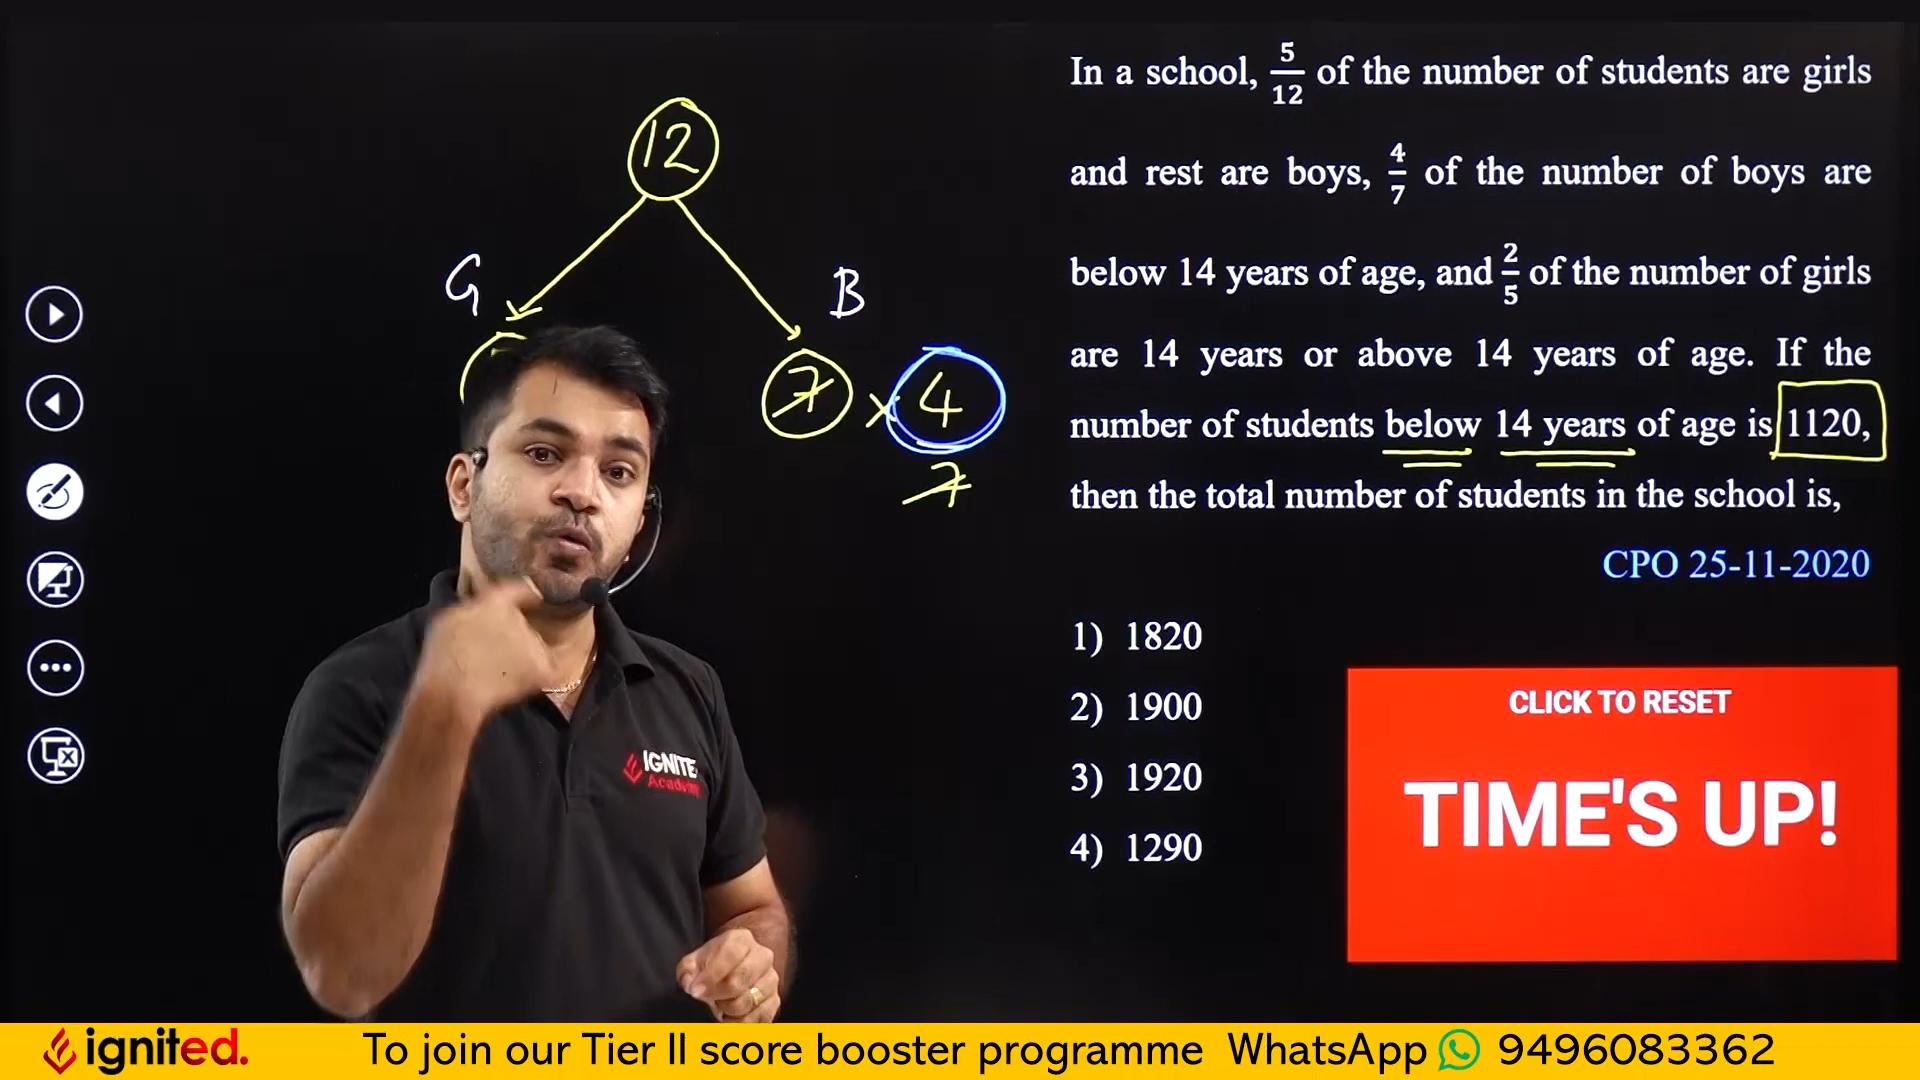 In a school, 5/12 of the number of students are girls
and rest are boys, 4/7 of the number of boys are
below 14 years of age, and 2/5 of the number of girls
are 14 years or above 14 years of age. If the
number of students below 14 years of age is 1120,
then the total number of students in the school is,
CPO 25-11-2020
1) 1820
2) 1900
3) 1920
4) 1290
12
G
B
7 × 4
7
CLICK TO RESET
TIME'S UP!
IGNITE
Academy
ignited.
To join our Tier II score booster programme WhatsApp 9496083362